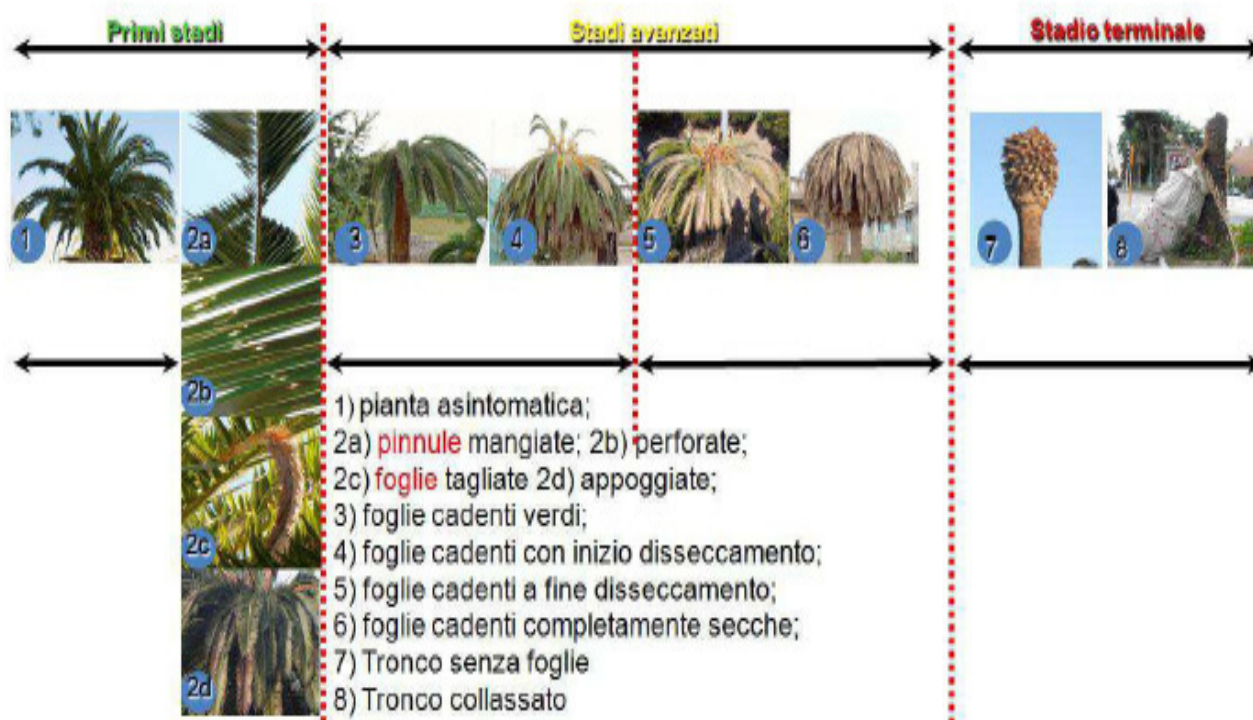 Primi stadi
Stadi avanzati
Stadio terminale
1
2a
3
4
5
6
7
8
2b
2c
2d
1) pianta asintomatica;
2a) pinnule mangiate; 2b) perforate;
2c) foglie tagliate 2d) appoggiate;
3) foglie cadenti verdi;
4) foglie cadenti con inizio disseccamento;
5) foglie cadenti a fine disseccamento;
6) foglie cadenti completamente secche;
7) Tronco senza foglie
8) Tronco collassato